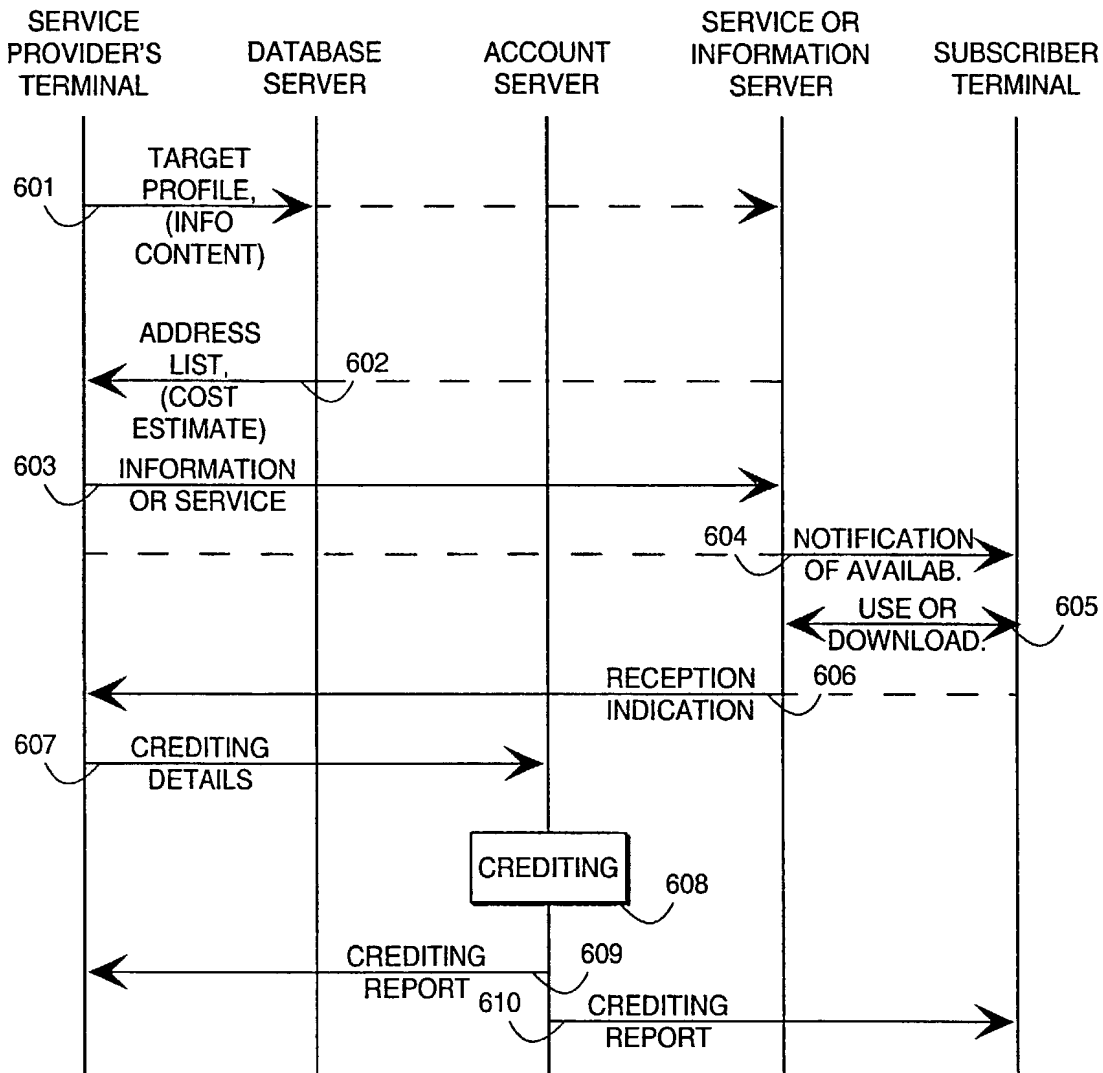 SERVICE
PROVIDER'S
TERMINAL
DATABASE
SERVER
ACCOUNT
SERVER
SERVICE OR
INFORMATION
SERVER
SUBSCRIBER
TERMINAL
601
TARGET
PROFILE,
(INFO
CONTENT)
ADDRESS
LIST,
(COST
ESTIMATE)
602
603
INFORMATION
OR SERVICE
604
NOTIFICATION
OF AVAILAB.
USE OR
DOWNLOAD.
605
RECEPTION
INDICATION
606
607
CREDITING
DETAILS
CREDITING
608
CREDITING
REPORT
609
610
CREDITING
REPORT